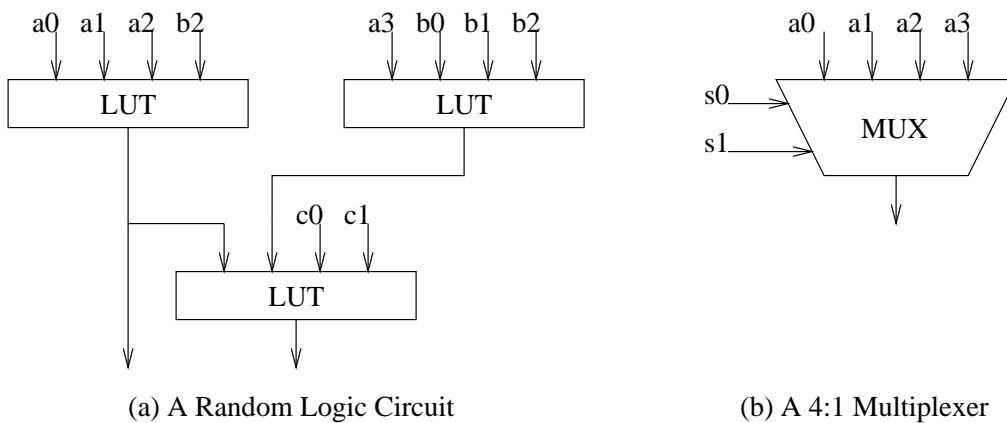 a0 a1 a2 b2
LUT
a3 b0 b1 b2
LUT
c0 c1
LUT
(a) A Random Logic Circuit
a0 a1 a2 a3
s0
s1
MUX
(b) A 4:1 Multiplexer